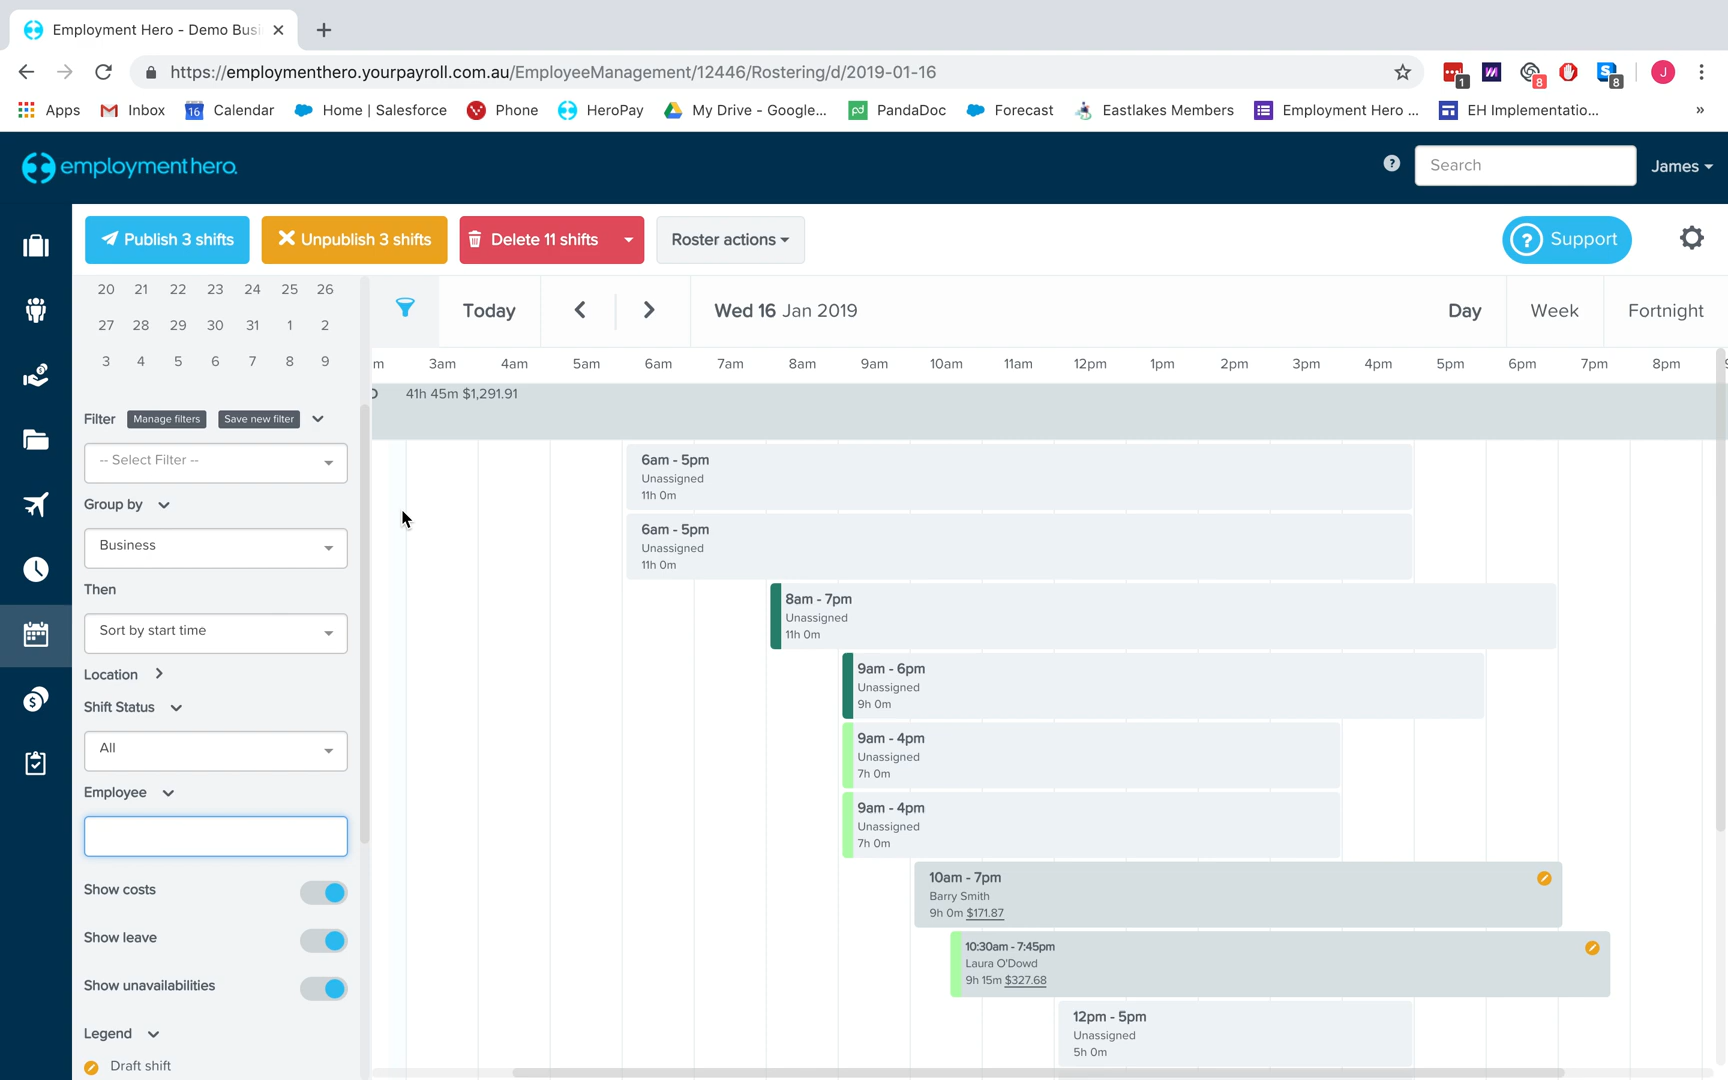 Employment Hero - Demo Busi
https://employmenthero.yourpayroll.com.au/EmployeeManagement/12446/Rostering/d/2019-01-16
1
8
8
J
Apps
Inbox
16
Calendar
Home | Salesforce
Phone
HeroPay
My Drive - Google...
pd
PandaDoc
Forecast
Eastlakes Members
Employment Hero ...
EH Implementatio...
»
employmenthero.
?
Search
James
Publish 3 shifts
Unpublish 3 shifts
Delete 11 shifts
Roster actions
? Support
20 21 22 23 24 25 26
27 28 29 30 31 1 2
3 4 5 6 7 8 9
Filter
Manage filters
Save new filter
-- Select Filter --
Group by
Business
Then
Sort by start time
Location
Shift Status
All
Employee
Show costs
Show leave
Show unavailabilities
Legend
Draft shift
Today
Wed 16 Jan 2019
Day
Week
Fortnight
3am 4am 5am 6am 7am 8am 9am 10am 11am 12pm 1pm 2pm 3pm 4pm 5pm 6pm 7pm 8pm
41h 45m $1,291.91
6am - 5pm
Unassigned
11h 0m
6am - 5pm
Unassigned
11h 0m
8am - 7pm
Unassigned
11h 0m
9am - 6pm
Unassigned
9h 0m
9am - 4pm
Unassigned
7h 0m
9am - 4pm
Unassigned
7h 0m
10am - 7pm
Barry Smith
9h 0m $171.87
10:30am - 7:45pm
Laura O'Dowd
9h 15m $327.68
12pm - 5pm
Unassigned
5h 0m